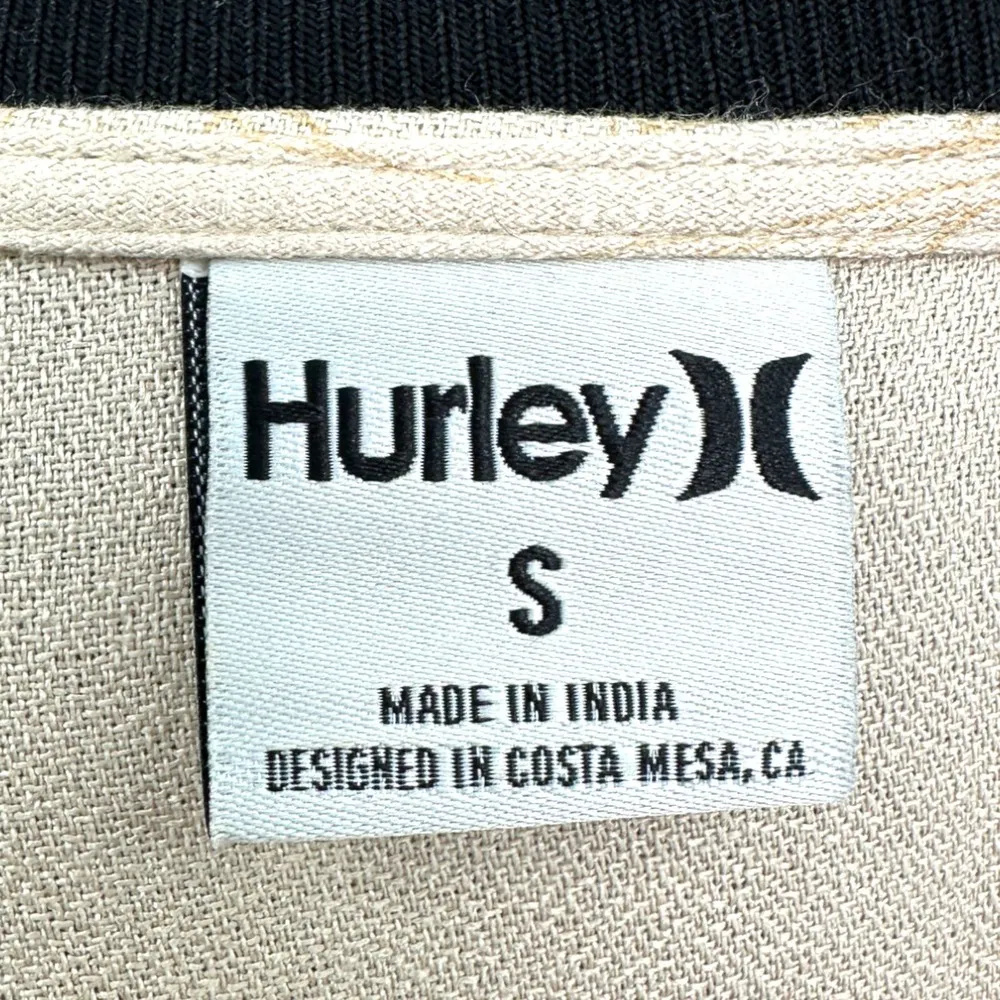 Hurley
S
MADE IN INDIA
DESIGNED IN COSTA MESA, CA